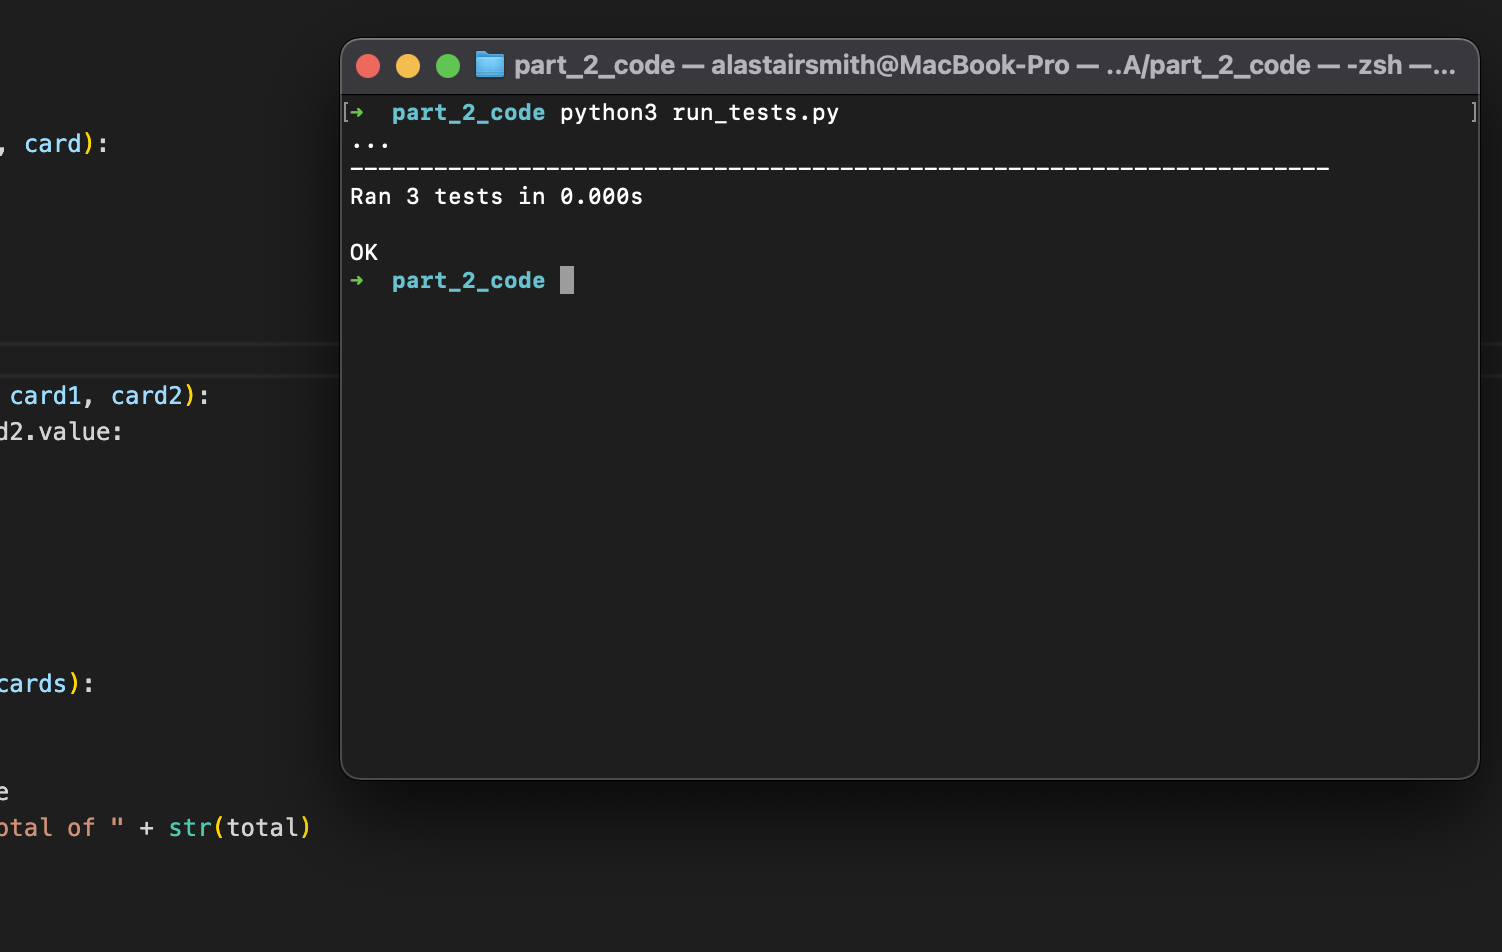 part_2_code — alastairsmith@MacBook-Pro — ..A/part_2_code — -zsh —...
[➜ part_2_code python3 run_tests.py ]
...
----------------------------------------------------------------------
Ran 3 tests in 0.000s
OK
➜ part_2_code
, card):
card1, card2):
d2.value:
cards):
e
otal of " + str(total)